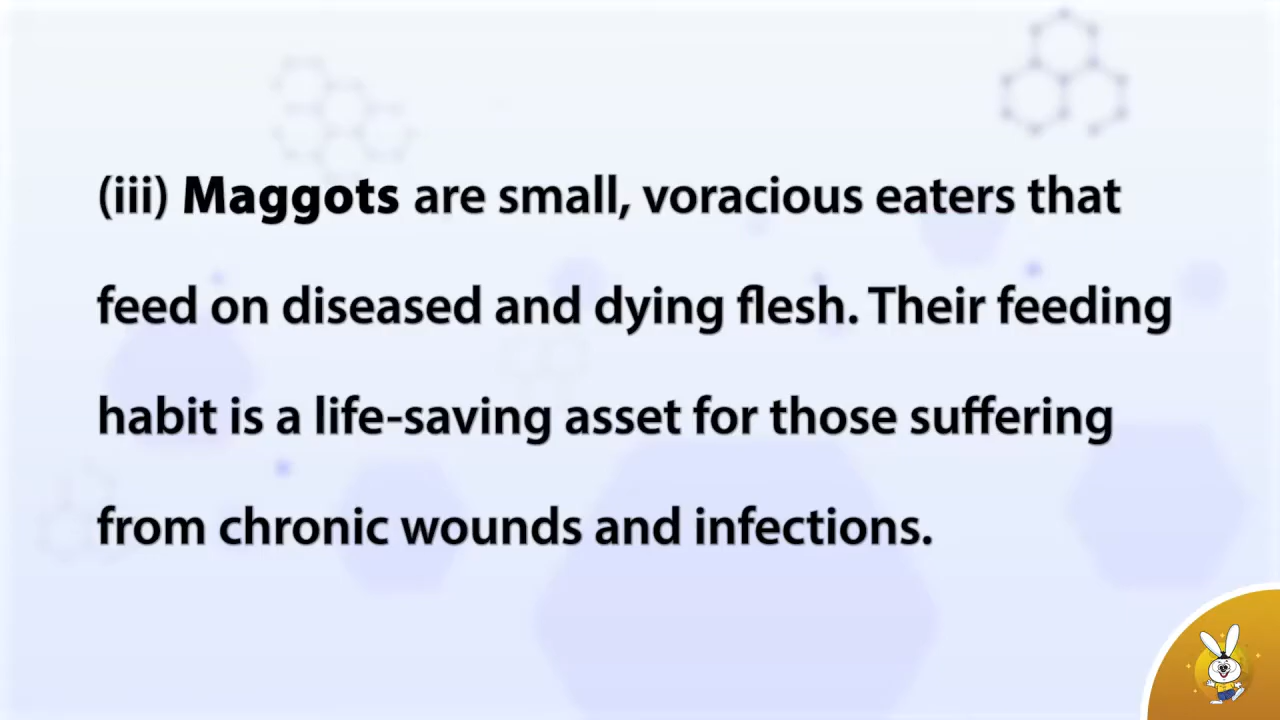 (iii) Maggots are small, voracious eaters that
feed on diseased and dying flesh. Their feeding
habit is a life-saving asset for those suffering
from chronic wounds and infections.